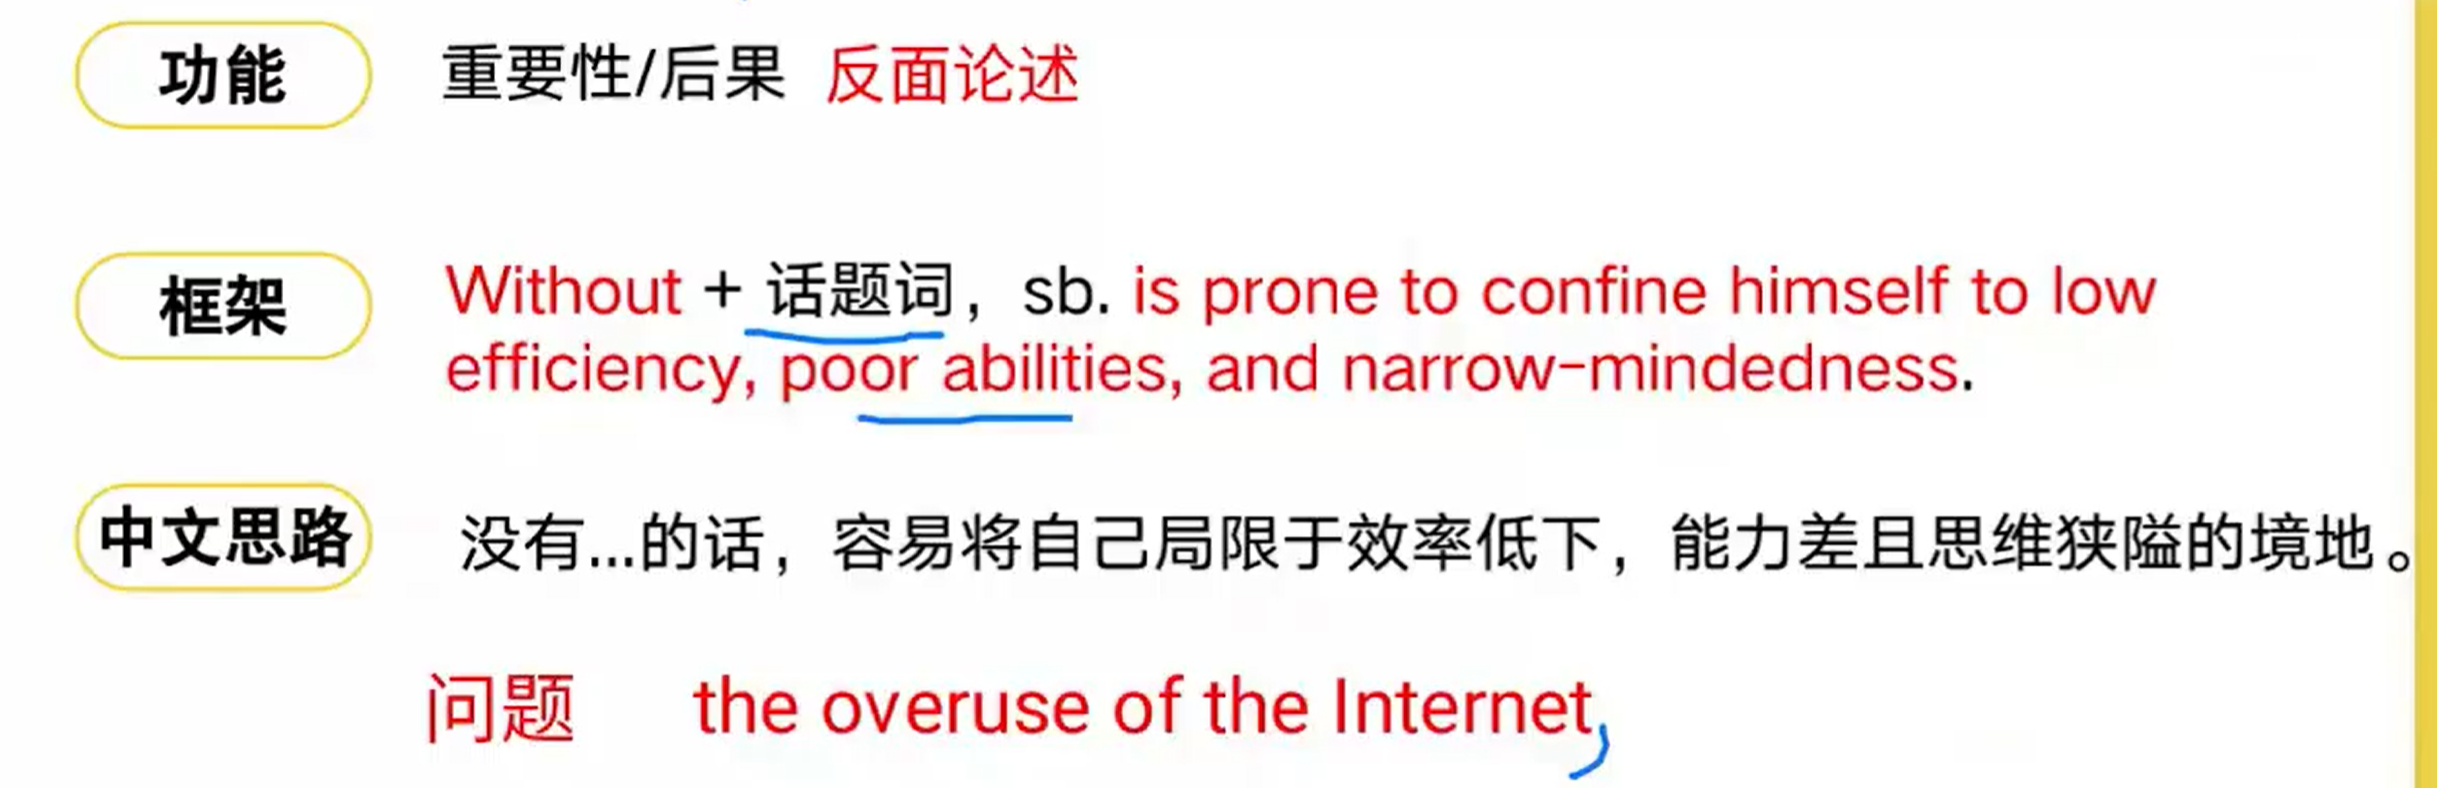 功能 重要性/后果 反面论述
框架 Without + 话题词，sb. is prone to confine himself to low
efficiency, poor abilities, and narrow-mindedness.
中文思路 没有...的话，容易将自己局限于效率低下，能力差且思维狭隘的境地。
问题 the overuse of the Internet,